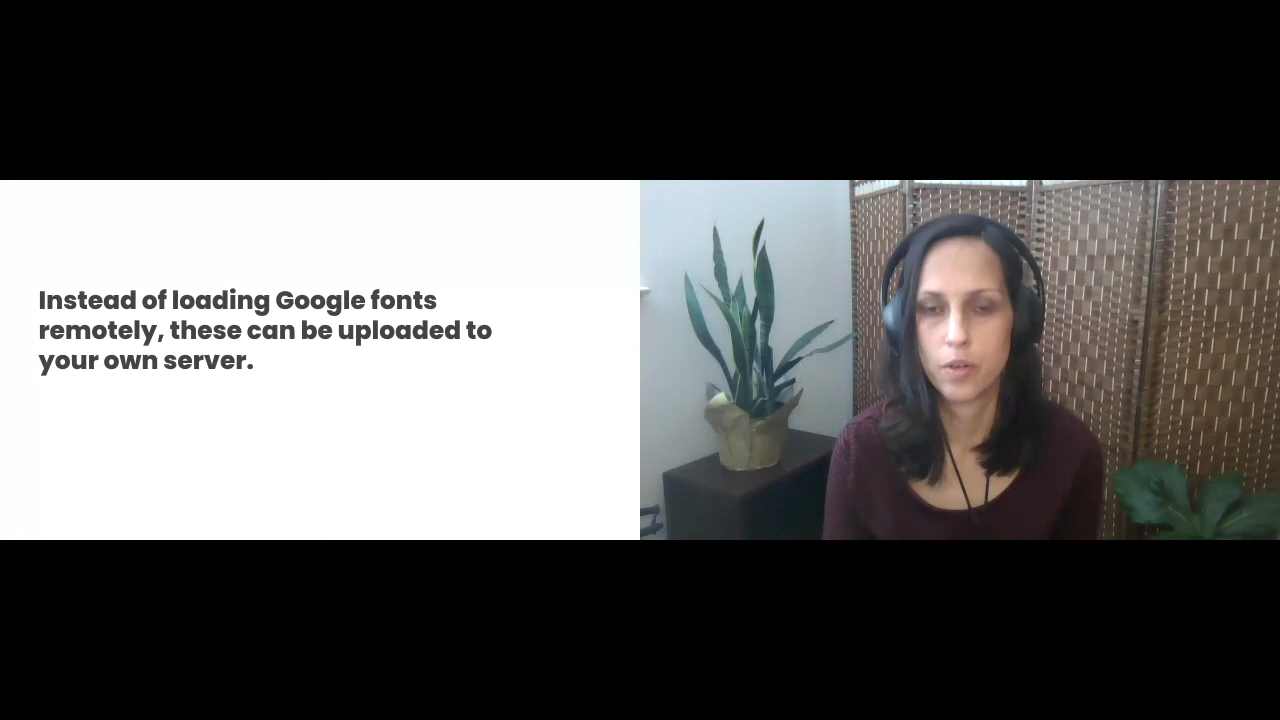 Instead of loading Google fonts
remotely, these can be uploaded to
your own server.